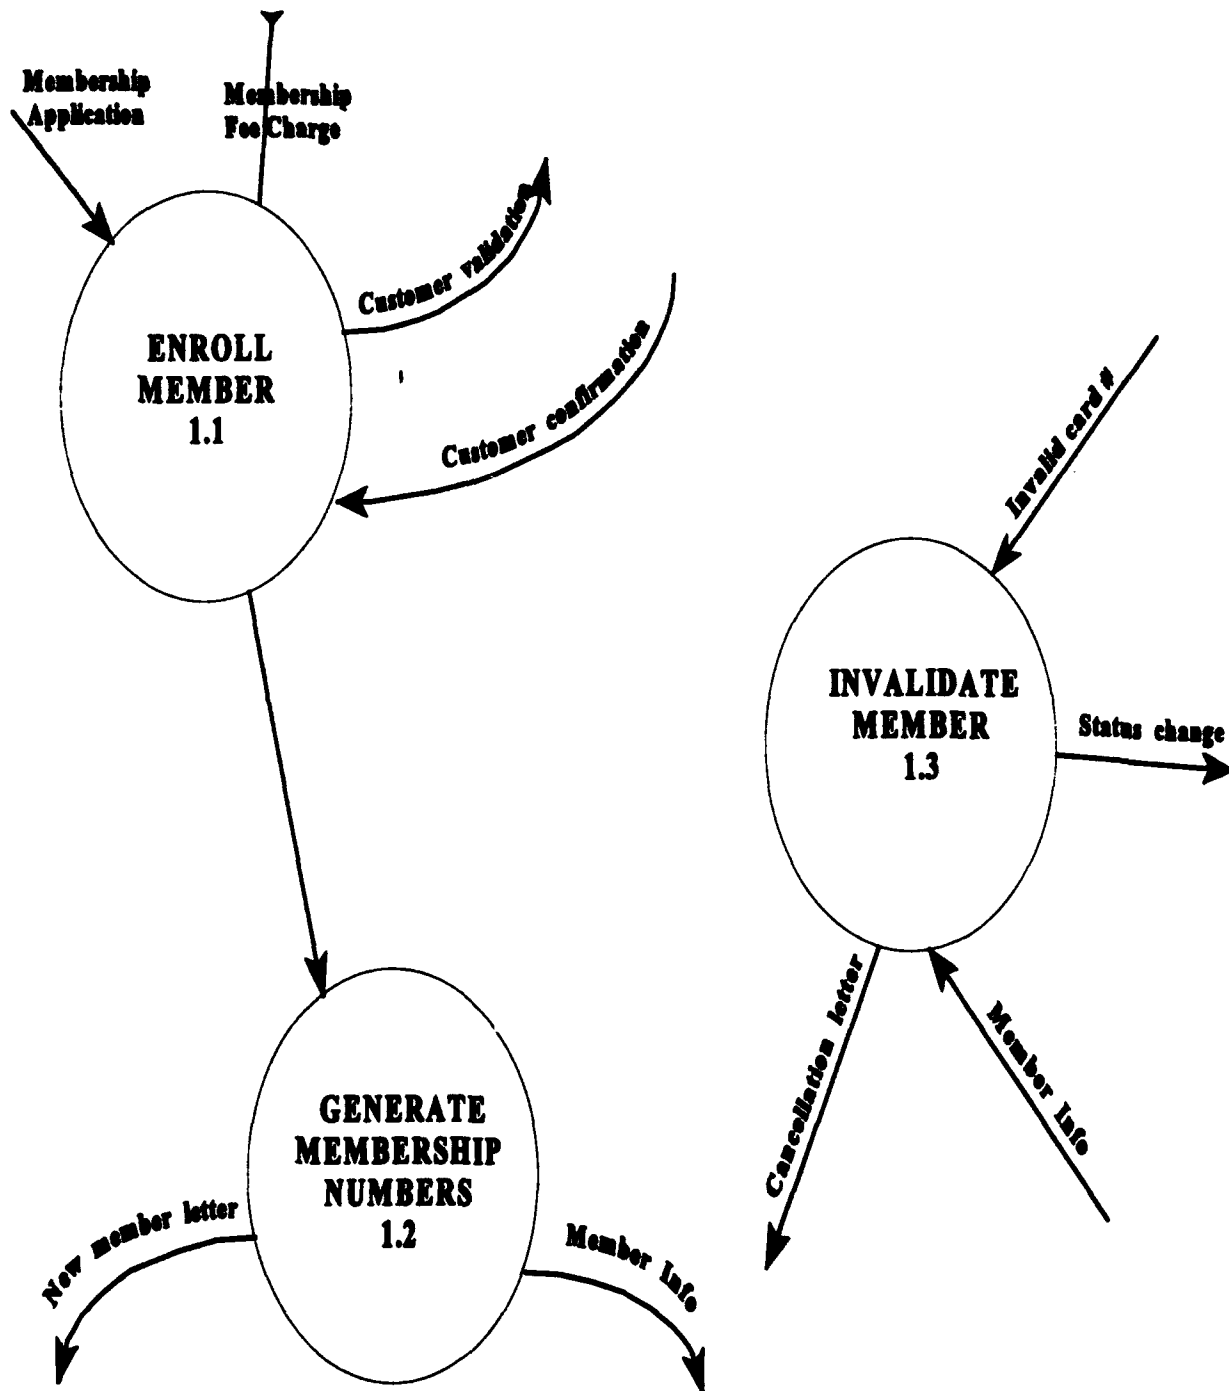 Membership
Application
Membership
Fee Charge
Customer validation
Customer confirmation
ENROLL
MEMBER
1.1
Invalid card #
INVALIDATE
MEMBER
1.3
Status change
Cancellation letter
Member Info
GENERATE
MEMBERSHIP
NUMBERS
1.2
New member letter
Member Info